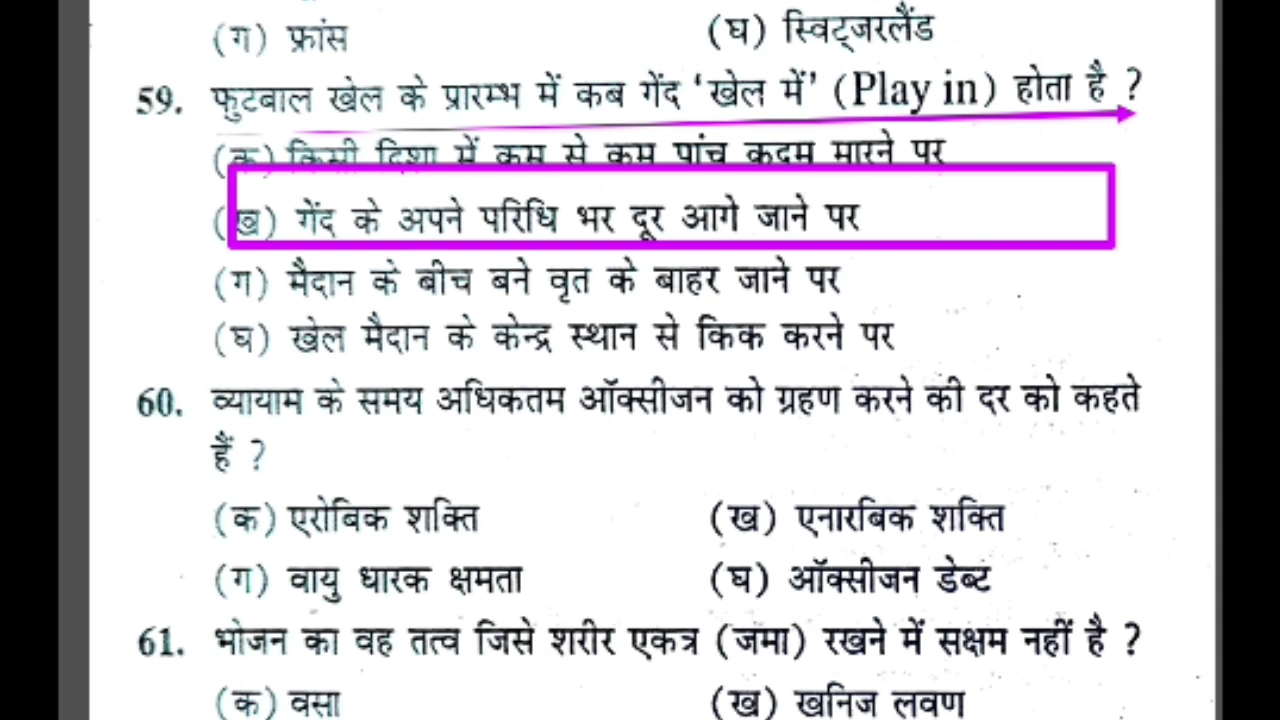 (ग) फ्रांस (घ) स्विट्जरलैंड
59. फुटबाल खेल के प्रारम्भ में कब गेंद ‘खेल में’ (Play in) होता है ?
(क) किसी दिशा में कम से कम पांच कदम मारने पर
(ख) गेंद के अपने परिधि भर दूर आगे जाने पर
(ग) मैदान के बीच बने वृत के बाहर जाने पर
(घ) खेल मैदान के केन्द्र स्थान से किक करने पर
60. व्यायाम के समय अधिकतम ऑक्सीजन को ग्रहण करने की दर को कहते
हैं ?
(क) एरोबिक शक्ति (ख) एनारबिक शक्ति
(ग) वायु धारक क्षमता (घ) ऑक्सीजन डेब्ट
61. भोजन का वह तत्व जिसे शरीर एकत्र (जमा) रखने में सक्षम नहीं है ?
(क) वसा (ख) खनिज लवण